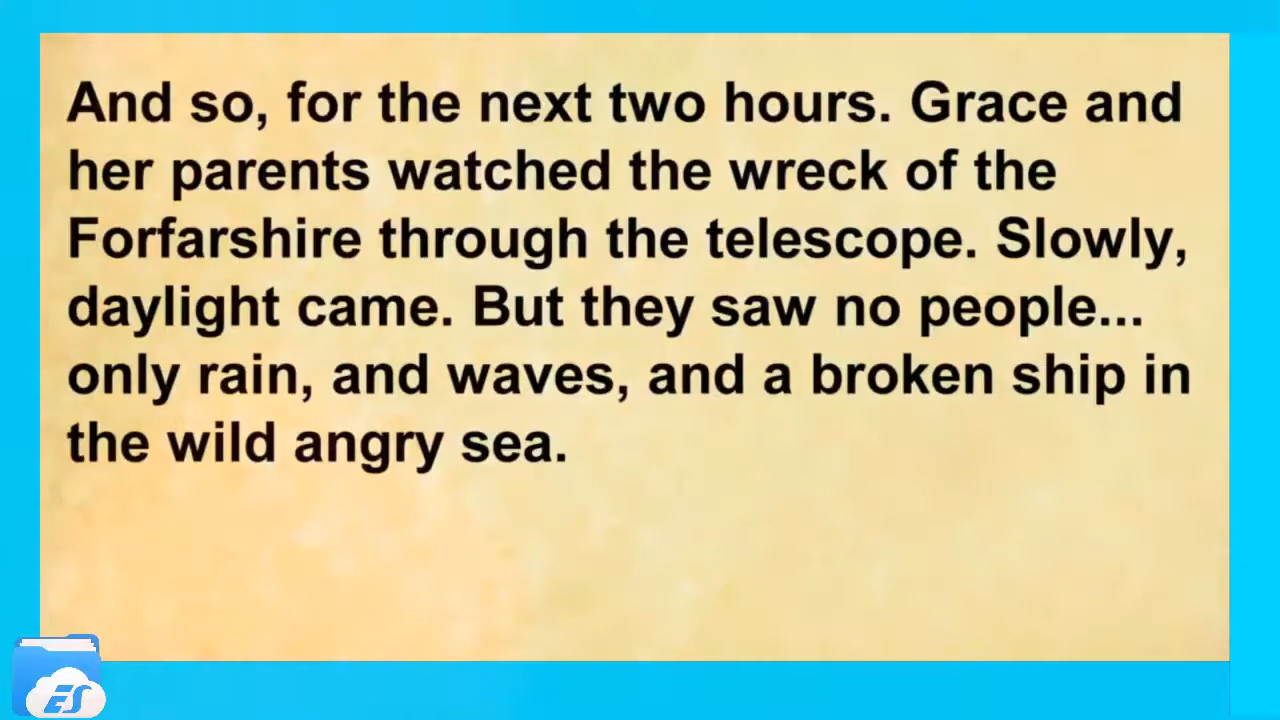 And so, for the next two hours. Grace and
her parents watched the wreck of the
Forfarshire through the telescope. Slowly,
daylight came. But they saw no people...
only rain, and waves, and a broken ship in
the wild angry sea.
ES